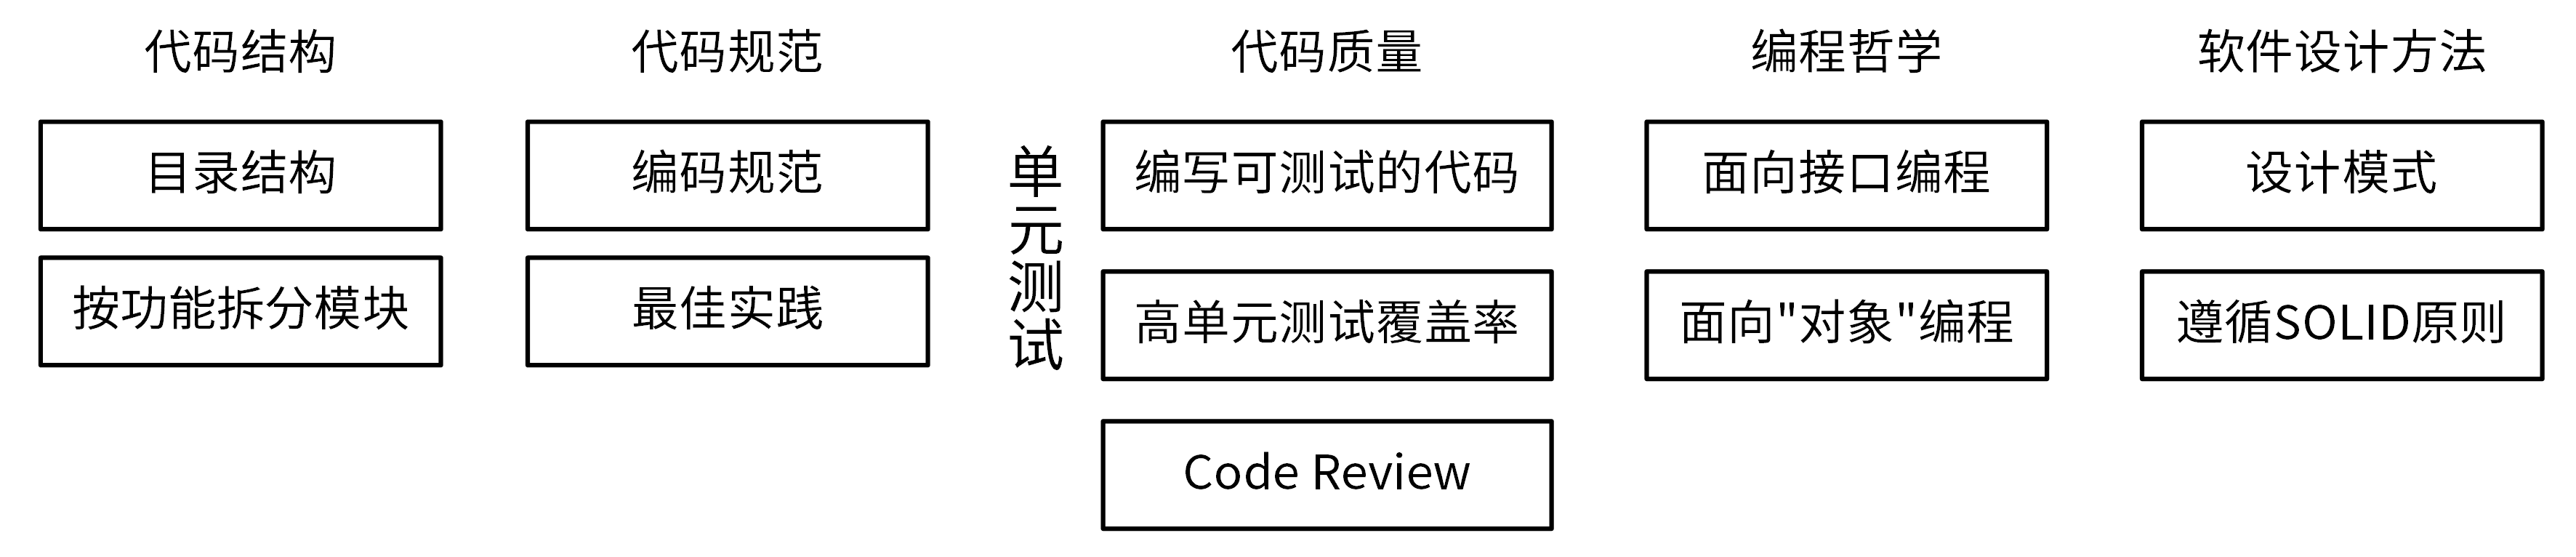 代码结构
目录结构
按功能拆分模块
代码规范
编码规范
最佳实践
单元测试
代码质量
编写可测试的代码
高单元测试覆盖率
Code Review
编程哲学
面向接口编程
面向"对象"编程
软件设计方法
设计模式
遵循SOLID原则